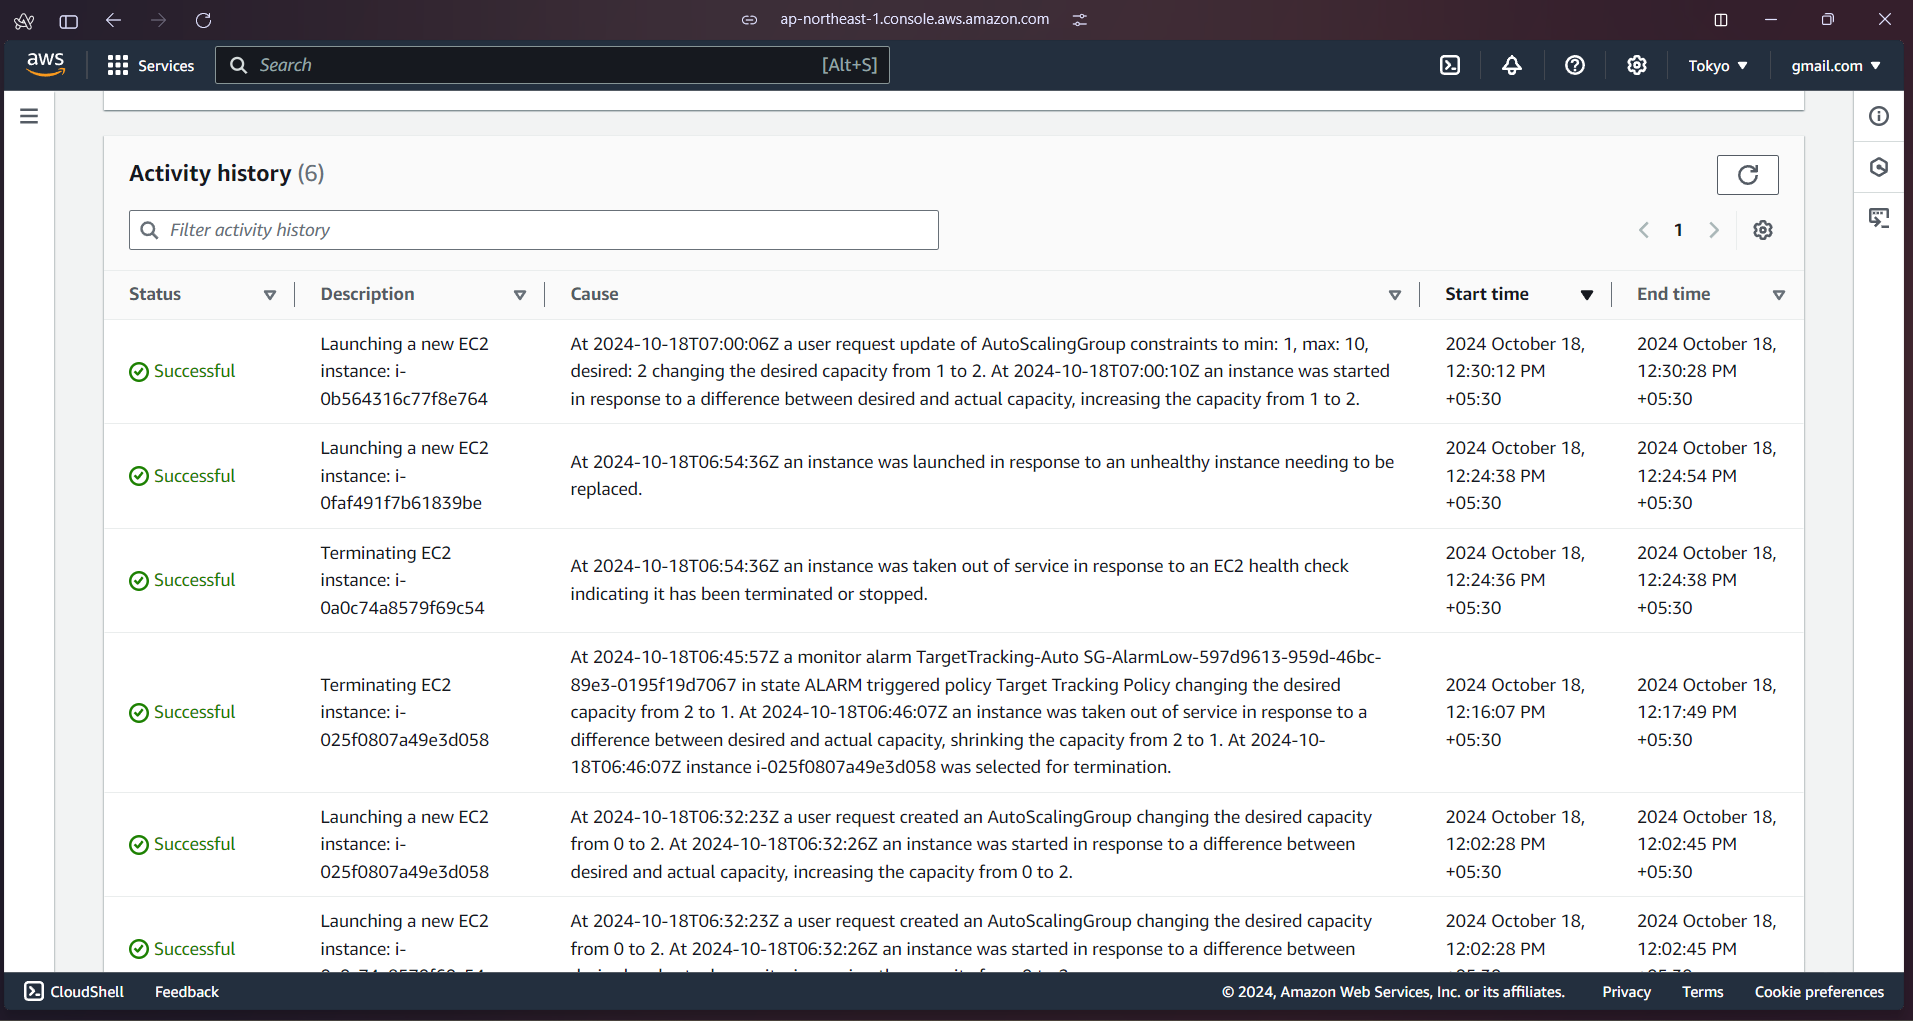 ap-northeast-1.console.aws.amazon.com
aws
Services
Search
[Alt+S]
Tokyo
gmail.com
Activity history (6)
Filter activity history
1
Status
Description
Cause
Start time
End time
Successful
Launching a new EC2
instance: i-
0b564316c77f8e764
At 2024-10-18T07:00:06Z a user request update of AutoScalingGroup constraints to min: 1, max: 10,
desired: 2 changing the desired capacity from 1 to 2. At 2024-10-18T07:00:10Z an instance was started
in response to a difference between desired and actual capacity, increasing the capacity from 1 to 2.
2024 October 18,
12:30:12 PM
+05:30
2024 October 18,
12:30:28 PM
+05:30
Successful
Launching a new EC2
instance: i-
0faf491f7b61839be
At 2024-10-18T06:54:36Z an instance was launched in response to an unhealthy instance needing to be
replaced.
2024 October 18,
12:24:38 PM
+05:30
2024 October 18,
12:24:54 PM
+05:30
Successful
Terminating EC2
instance: i-
0a0c74a8579f69c54
At 2024-10-18T06:54:36Z an instance was taken out of service in response to an EC2 health check
indicating it has been terminated or stopped.
2024 October 18,
12:24:36 PM
+05:30
2024 October 18,
12:24:38 PM
+05:30
Successful
Terminating EC2
instance: i-
025f0807a49e3d058
At 2024-10-18T06:45:57Z a monitor alarm TargetTracking-Auto SG-AlarmLow-597d9613-959d-46bc-
89e3-0195f19d7067 in state ALARM triggered policy Target Tracking Policy changing the desired
capacity from 2 to 1. At 2024-10-18T06:46:07Z an instance was taken out of service in response to a
difference between desired and actual capacity, shrinking the capacity from 2 to 1. At 2024-10-
18T06:46:07Z instance i-025f0807a49e3d058 was selected for termination.
2024 October 18,
12:16:07 PM
+05:30
2024 October 18,
12:17:49 PM
+05:30
Successful
Launching a new EC2
instance: i-
025f0807a49e3d058
At 2024-10-18T06:32:23Z a user request created an AutoScalingGroup changing the desired capacity
from 0 to 2. At 2024-10-18T06:32:26Z an instance was started in response to a difference between
desired and actual capacity, increasing the capacity from 0 to 2.
2024 October 18,
12:02:28 PM
+05:30
2024 October 18,
12:02:45 PM
+05:30
Successful
Launching a new EC2
instance: i-
At 2024-10-18T06:32:23Z a user request created an AutoScalingGroup changing the desired capacity
from 0 to 2. At 2024-10-18T06:32:26Z an instance was started in response to a difference between
2024 October 18,
12:02:28 PM
2024 October 18,
12:02:45 PM
CloudShell
Feedback
© 2024, Amazon Web Services, Inc. or its affiliates.
Privacy
Terms
Cookie preferences